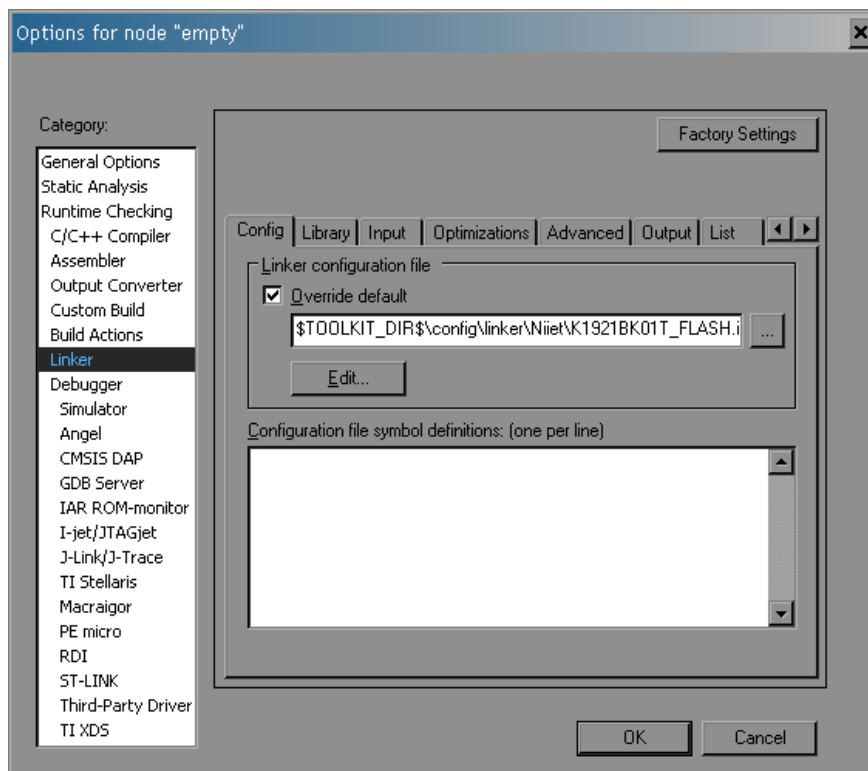 Options for node "empty"
Category:
General Options
Static Analysis
Runtime Checking
C/C++ Compiler
Assembler
Output Converter
Custom Build
Build Actions
Linker
Debugger
Simulator
Angel
CMSIS DAP
GDB Server
IAR ROM-monitor
I-jet/JTAGjet
J-Link/J-Trace
TI Stellaris
Macraigor
PE micro
RDI
ST-LINK
Third-Party Driver
TI XDS
Factory Settings
Config Library Input Optimizations Advanced Output List
Linker configuration file
Override default
$TOOLKIT_DIR$\config\linker\Niiet\K1921BK01T_FLASH.i
...
Edit...
Configuration file symbol definitions: (one per line)
OK Cancel